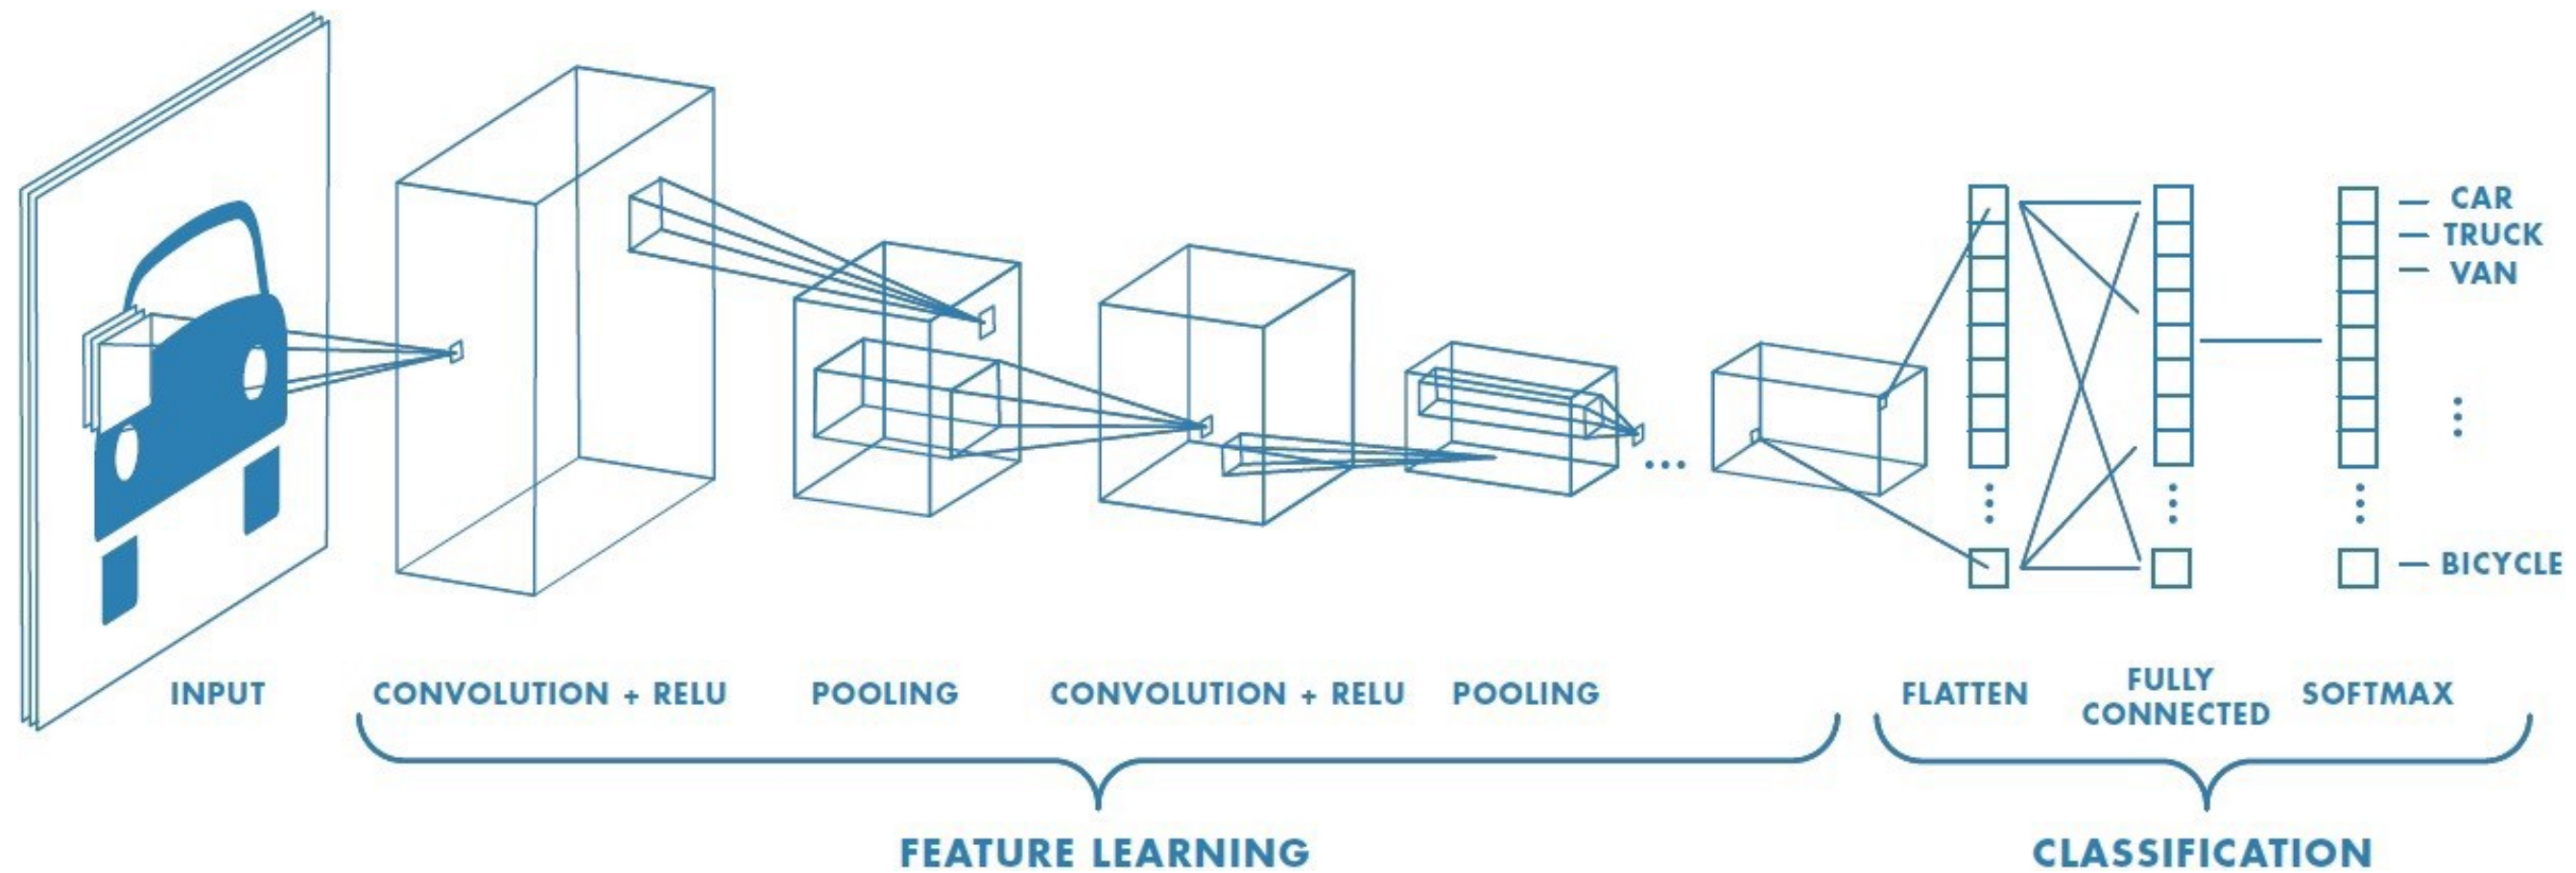 CAR
TRUCK
VAN
BICYCLE
INPUT
CONVOLUTION + RELU
POOLING
CONVOLUTION + RELU
POOLING
FLATTEN
FULLY
CONNECTED
SOFTMAX
FEATURE LEARNING
CLASSIFICATION